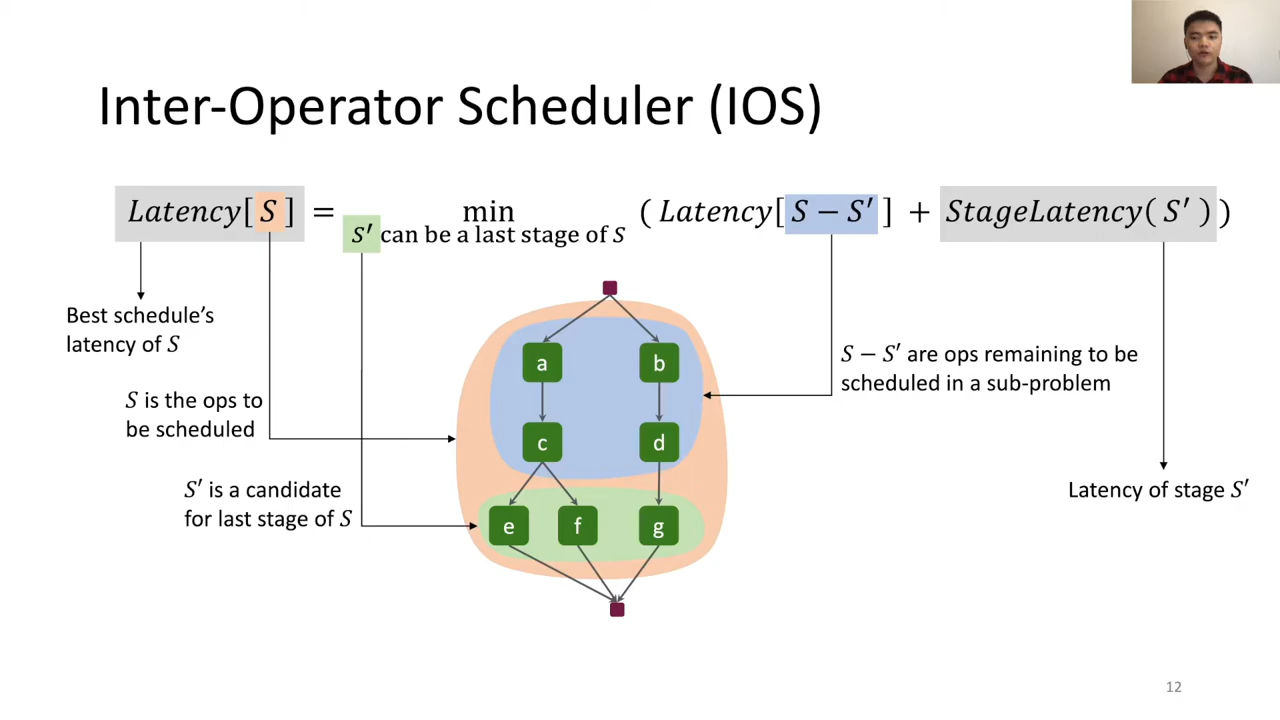 Inter-Operator Scheduler (IOS)
Latency[ S ] = min ( Latency[ S − S′ ] + StageLatency( S′ ) )
S′ can be a last stage of S
Best schedule’s
latency of S
S is the ops to
be scheduled
S′ is a candidate
for last stage of S
a
b
c
d
e
f
g
S − S′ are ops remaining to be
scheduled in a sub-problem
Latency of stage S′
12